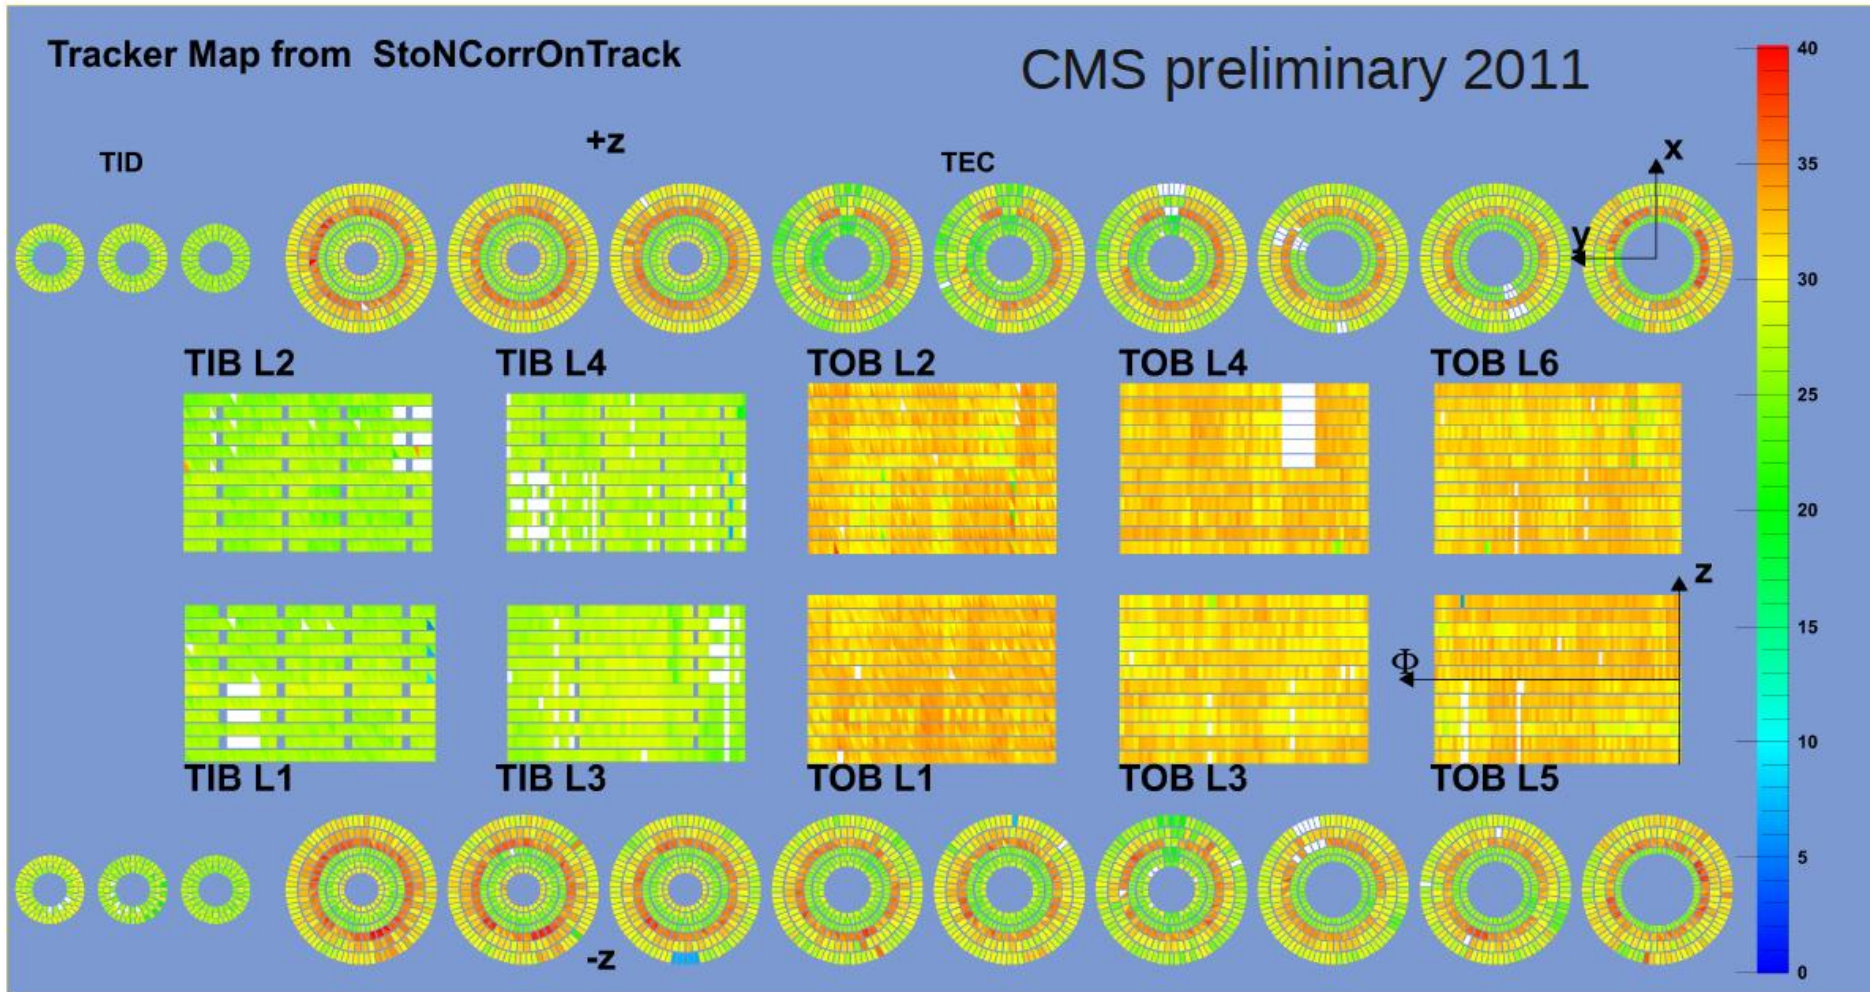 Tracker Map from StoNCorrOnTrack
CMS preliminary 2011
40
+z
TID
TEC
x
35
y
30
TIB L2
TIB L4
TOB L2
TOB L4
TOB L6
25
20
z
Φ
15
10
TIB L1
TIB L3
TOB L1
TOB L3
TOB L5
5
-z
0